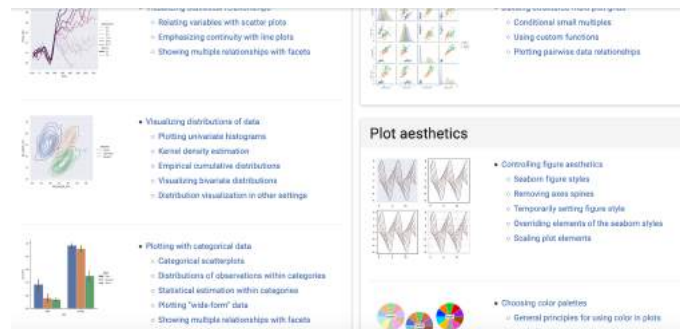 Visualizing statistical relationships
Relating variables with scatter plots
Emphasizing continuity with line plots
Showing multiple relationships with facets
Visualizing distributions of data
Plotting univariate histograms
Kernel density estimation
Empirical cumulative distributions
Visualizing bivariate distributions
Distribution visualization in other settings
Plotting with categorical data
Categorical scatterplots
Distributions of observations within categories
Statistical estimation within categories
Plotting "wide-form" data
Showing multiple relationships with facets
Conditional small multiples
Using custom functions
Plotting pairwise data relationships
Plot aesthetics
Controlling figure aesthetics
Seaborn figure styles
Removing axes spines
Temporarily setting figure style
Overriding elements of the seaborn styles
Scaling plot elements
Choosing color palettes
General principles for using color in plots